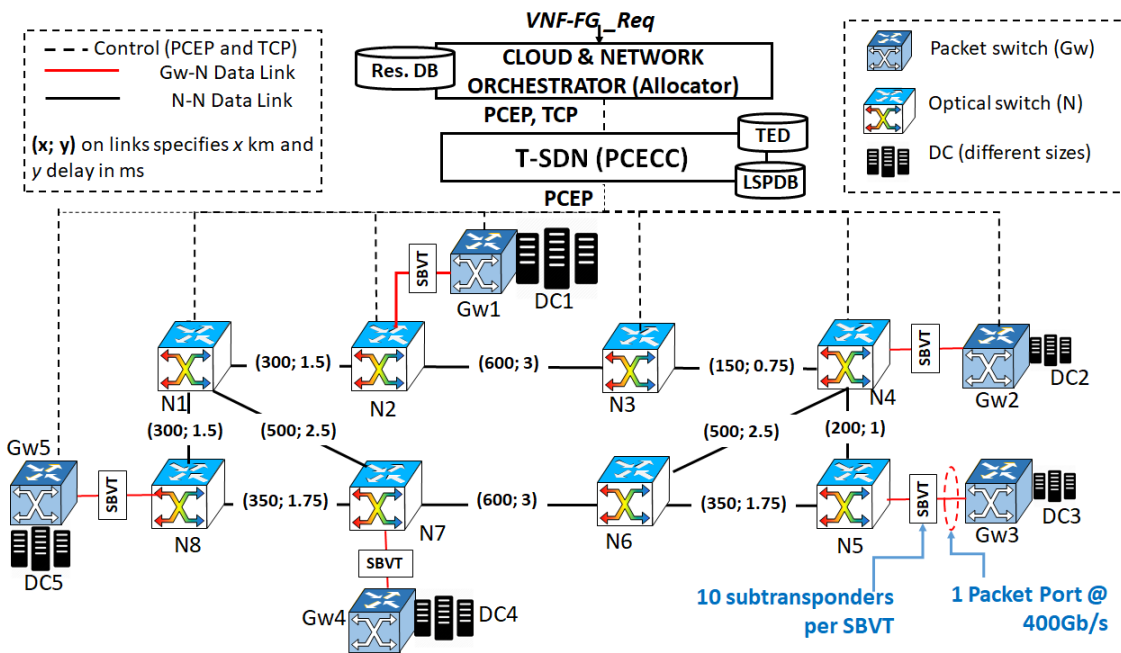 VNF-FG_Req
Control (PCEP and TCP)
Gw-N Data Link
N-N Data Link
(x; y) on links specifies x km and
y delay in ms
Res. DB
CLOUD & NETWORK
ORCHESTRATOR (Allocator)
PCEP, TCP
T-SDN (PCECC)
TED
LSPDB
PCEP
Packet switch (Gw)
Optical switch (N)
DC (different sizes)
SBVT
Gw1
DC1
N1
(300; 1.5)
N2
(600; 3)
N3
(150; 0.75)
N4
SBVT
Gw2
DC2
(300; 1.5)
(500; 2.5)
(500; 2.5)
(200; 1)
Gw5
SBVT
DC5
N8
(350; 1.75)
N7
(600; 3)
N6
(350; 1.75)
N5
SBVT
Gw3
DC3
SBVT
Gw4
DC4
10 subtransponders
per SBVT
1 Packet Port @
400Gb/s